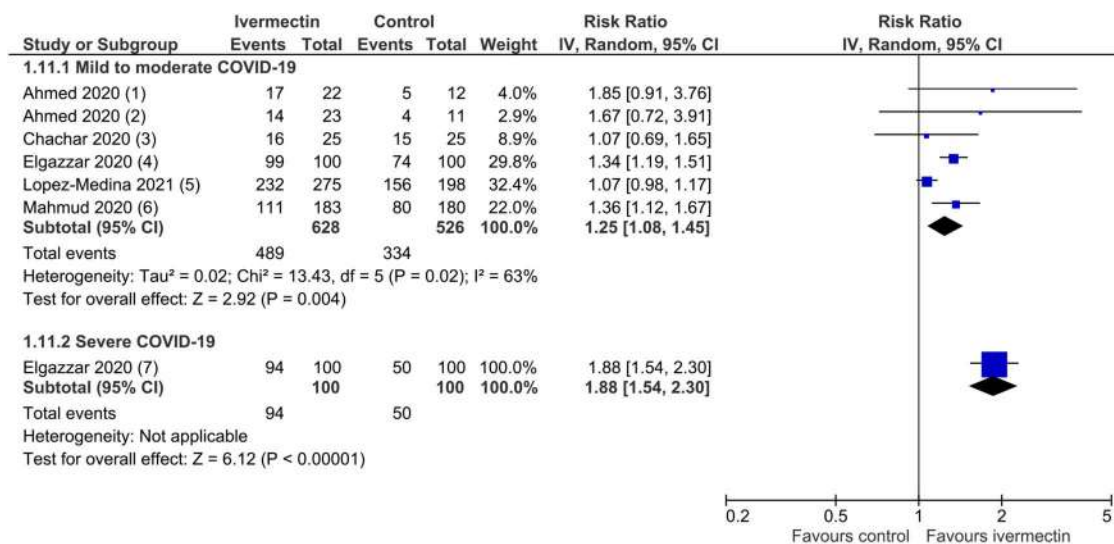 Ivermectin Control Risk Ratio Risk Ratio
Study or Subgroup Events Total Events Total Weight IV, Random, 95% CI IV, Random, 95% CI
1.11.1 Mild to moderate COVID-19
Ahmed 2020 (1) 17 22 5 12 4.0% 1.85 [0.91, 3.76]
Ahmed 2020 (2) 14 23 4 11 2.9% 1.67 [0.72, 3.91]
Chachar 2020 (3) 16 25 15 25 8.9% 1.07 [0.69, 1.65]
Elgazzar 2020 (4) 99 100 74 100 29.8% 1.34 [1.19, 1.51]
Lopez-Medina 2021 (5) 232 275 156 198 32.4% 1.07 [0.98, 1.17]
Mahmud 2020 (6) 111 183 80 180 22.0% 1.36 [1.12, 1.67]
Subtotal (95% CI) 628 526 100.0% 1.25 [1.08, 1.45]
Total events 489 334
Heterogeneity: Tau² = 0.02; Chi² = 13.43, df = 5 (P = 0.02); I² = 63%
Test for overall effect: Z = 2.92 (P = 0.004)
1.11.2 Severe COVID-19
Elgazzar 2020 (7) 94 100 50 100 100.0% 1.88 [1.54, 2.30]
Subtotal (95% CI) 100 100 100.0% 1.88 [1.54, 2.30]
Total events 94 50
Heterogeneity: Not applicable
Test for overall effect: Z = 6.12 (P < 0.00001)
0.2 0.5 1 2 5
Favours control Favours ivermectin